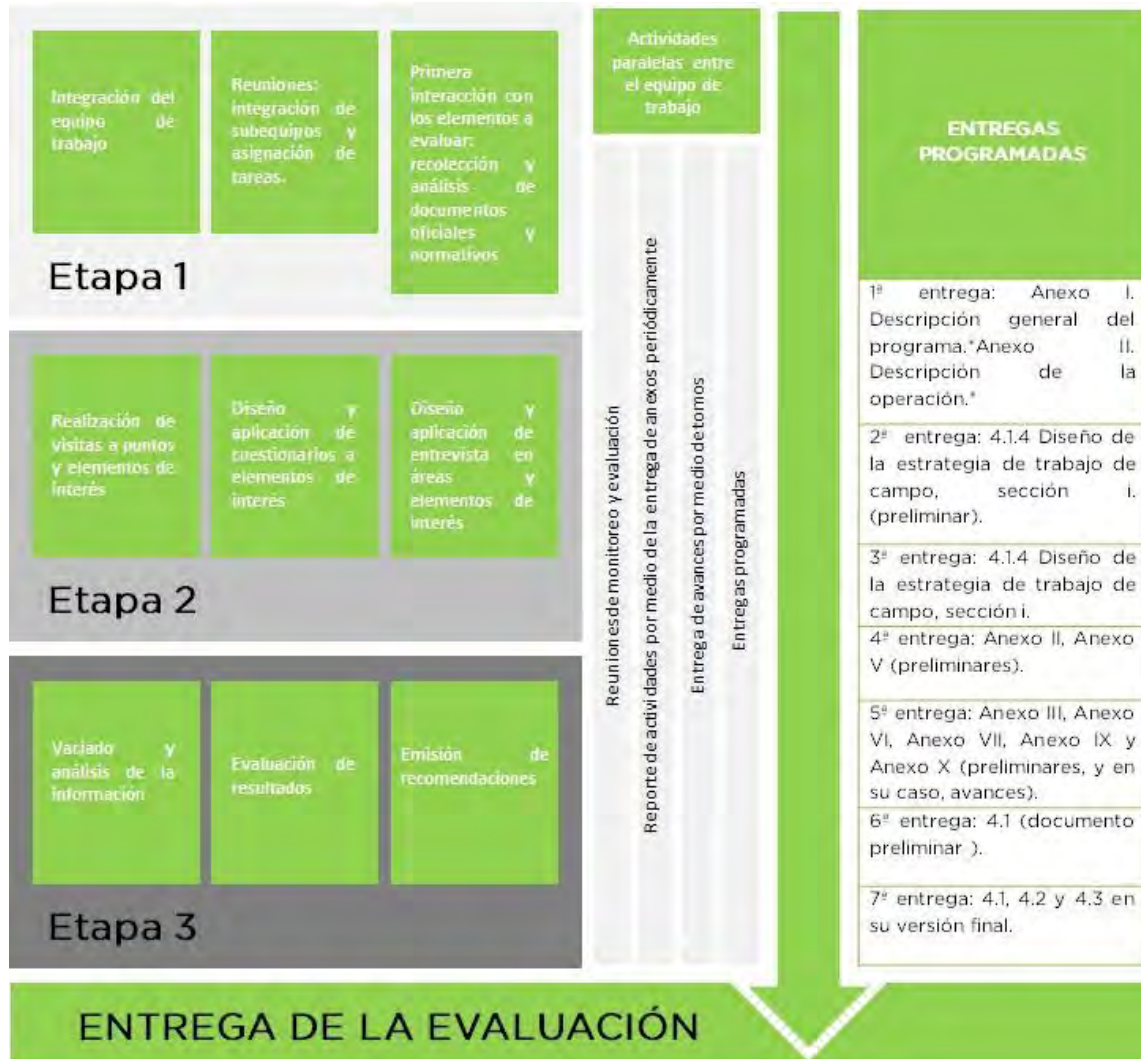 Integración del
equipo de
trabajo
Reuniones:
integración de
subequipos y
asignación de
tareas.
Primera
interacción con
los elementos a
evaluar:
recolección y
análisis de
documentos
oficiales y
normativos
Etapa 1
Realización de
visitas a puntos
y elementos de
interés
Diseño y
aplicación de
cuestionarios a
elementos de
interés
Diseño y
aplicación de
entrevista en
áreas y
elementos de
interés
Etapa 2
Vaciado y
análisis de la
información
Evaluación de
resultados
Emisión de
recomendaciones
Etapa 3
Actividades
paralelas entre
el equipo de
trabajo
Reuniones de monitoreo y evaluación
Reporte de actividades por medio de la entrega de anexos periódicamente
Entrega de avances por medio de tornos
Entregas programadas
ENTREGAS
PROGRAMADAS
1ª entrega: Anexo I.
Descripción general del
programa.*Anexo II.
Descripción de la
operación.*
2ª entrega: 4.1.4 Diseño de
la estrategia de trabajo de
campo, sección i.
(preliminar).
3ª entrega: 4.1.4 Diseño de
la estrategia de trabajo de
campo, sección i.
4ª entrega: Anexo II, Anexo
V (preliminares).
5ª entrega: Anexo III, Anexo
VI, Anexo VII, Anexo IX y
Anexo X (preliminares, y en
su caso, avances).
6ª entrega: 4.1 (documento
preliminar ).
7ª entrega: 4.1, 4.2 y 4.3 en
su versión final.
ENTREGA DE LA EVALUACIÓN